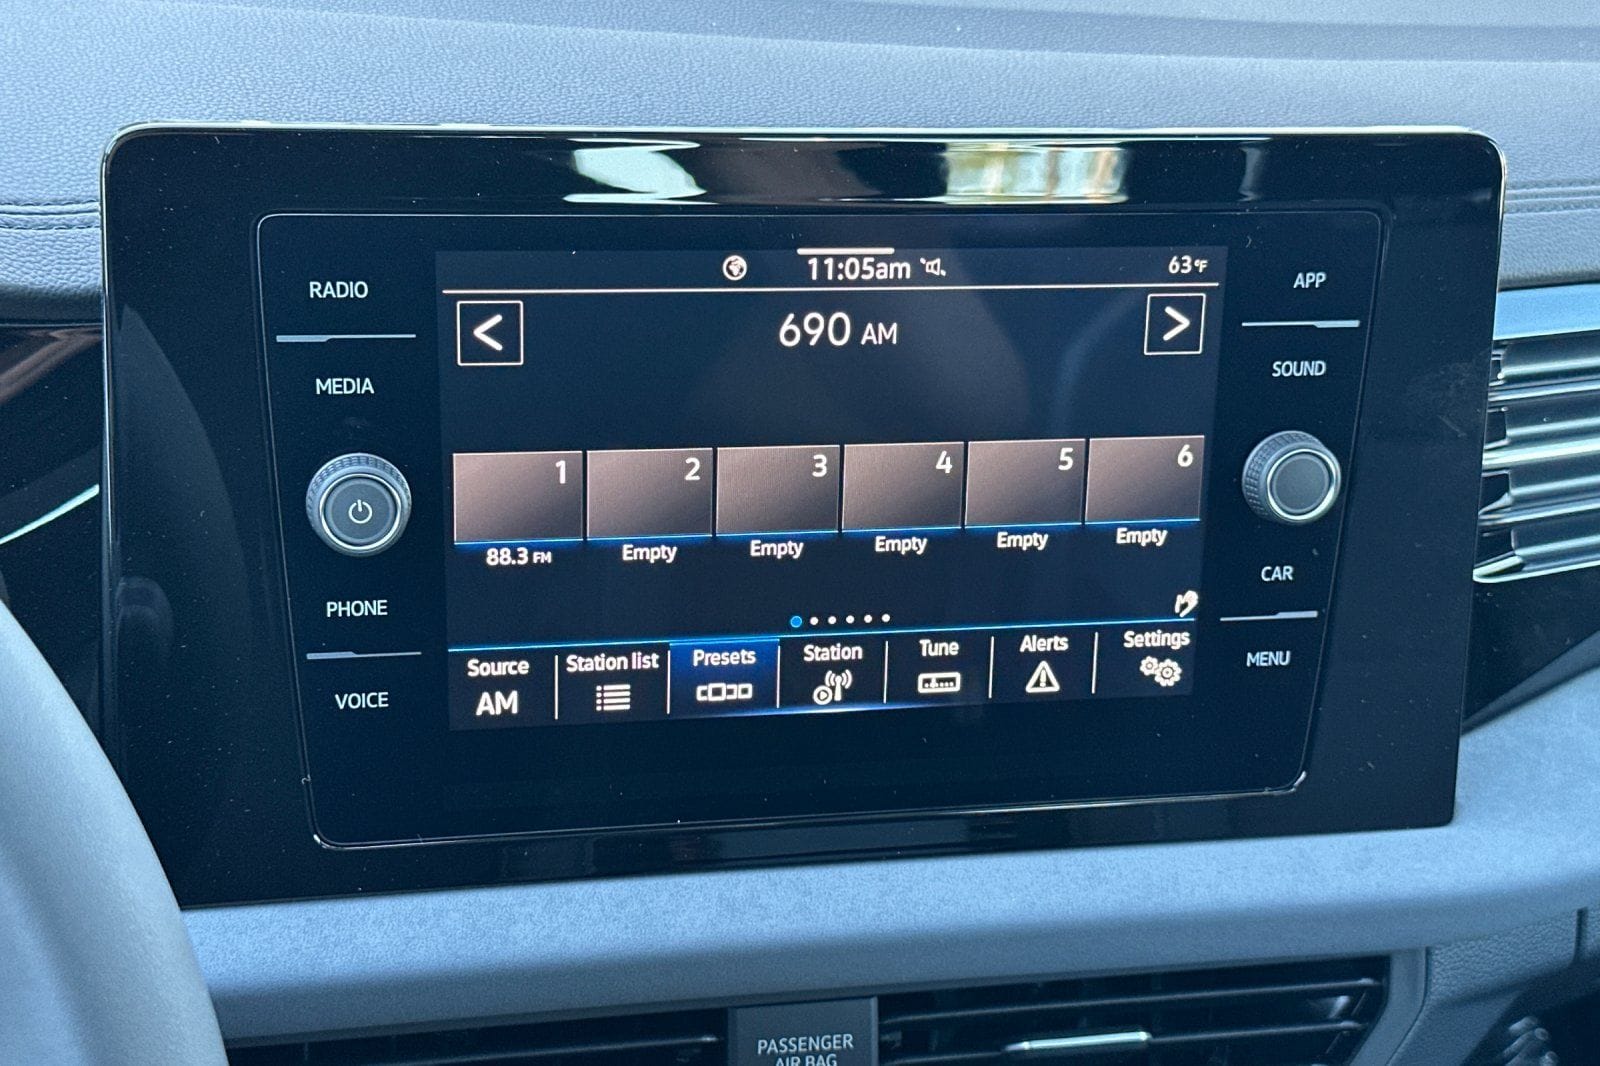 RADIO
MEDIA
PHONE
VOICE
11:05am
63°F
690 AM
1
2
3
4
5
6
88.3 FM
Empty
Empty
Empty
Empty
Empty
Source
AM
Station list
Presets
Station
Tune
Alerts
Settings
APP
SOUND
CAR
MENU
PASSENGER
AIR BAG